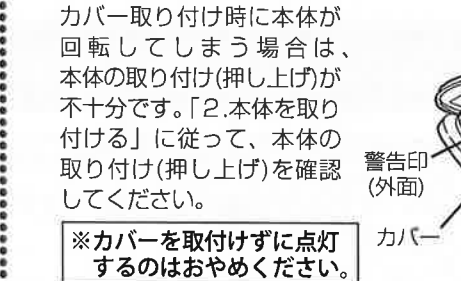 カバー取り付け時に本体が
回転してしまう場合は、
本体の取り付け(押し上げ)が
不十分です。「2.本体を取り
付ける」に従って、本体の
取り付け(押し上げ)を確認
してください。
※カバーを取付けずに点灯
するのはおやめください。
警告印
(外面)
カバー